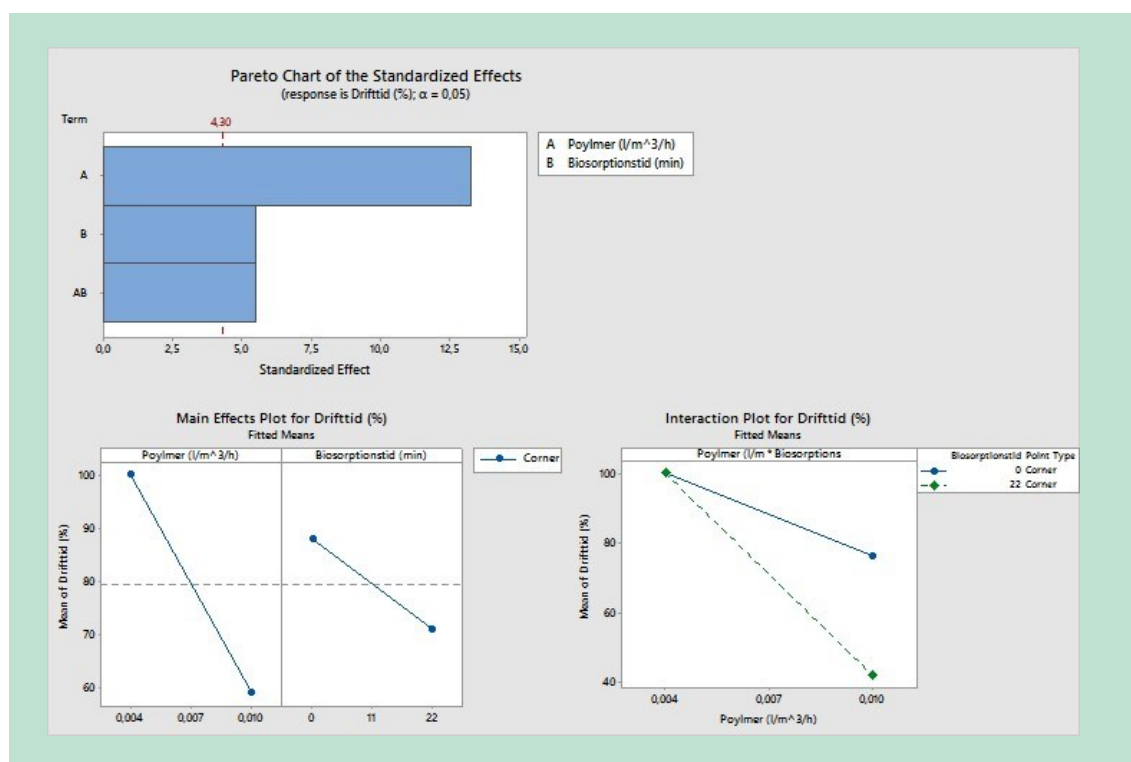 Pareto Chart of the Standardized Effects
(response is Drifttid (%); α = 0,05)
Term
4,30
A Poylmer (l/m^3/h)
B Biosorptionstid (min)
A
B
AB
0,0 2,5 5,0 7,5 10,0 12,5 15,0
Standardized Effect
Main Effects Plot for Drifttid (%)
Fitted Means
Poylmer (l/m^3/h) Biosorptionstid (min)
Corner
Mean of Drifttid (%)
100
90
80
70
60
0,004 0,007 0,010 0 11 22
Interaction Plot for Drifttid (%)
Fitted Means
Poylmer (l/m * Biosorptions
Biosorptionstid Point Type
0 Corner
22 Corner
Mean of Drifttid (%)
100
80
60
40
0,004 0,007 0,010
Poylmer (l/m^3/h)